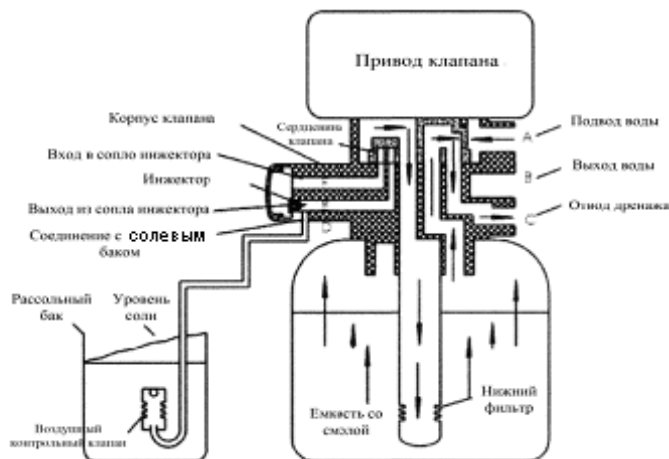 Привод клапана
Корпус клапана
Сердцевина
клапана
Вход в сопло инжектора
Инжектор
Выход из сопла инжектора
Соединение с солевым
баком
Подвод воды
A
Выход воды
B
Отвод дренажа
C
D
Рассольный
бак
Уровень
соли
Воздушный
контрольный клапан
Емкость со
смолой
Нижний
фильтр